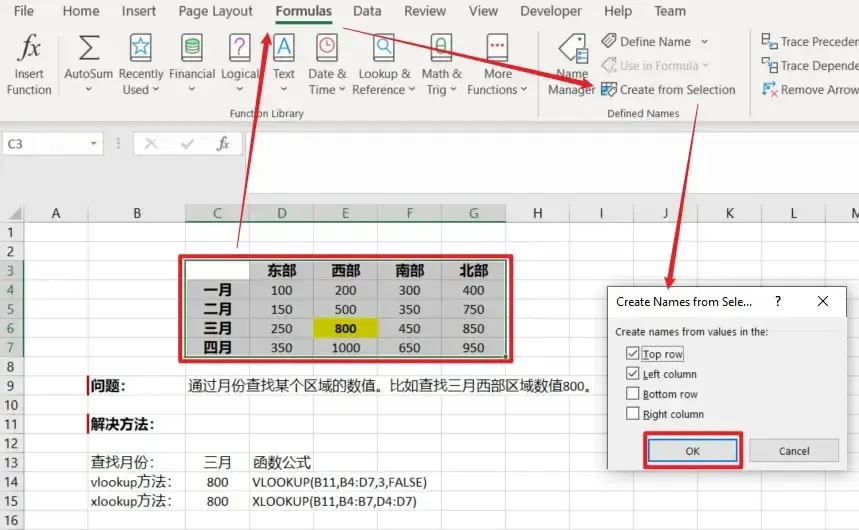 File Home Insert Page Layout Formulas Data Review View Developer Help Team
fx Insert Function
AutoSum
Recently Used
Financial
Logical
Text
Date & Time
Lookup & Reference
Math & Trig
More Functions
Function Library
Name Manager
Define Name
Use in Formula
Create from Selection
Defined Names
Trace Preceden
Trace Depende
Remove Arrow
C3 fx
A B C D E F G H I J K L M
1
2
3 东部 西部 南部 北部
4 一月 100 200 300 400
5 二月 150 500 350 750
6 三月 250 800 450 850
7 四月 350 1000 650 950
8
9 问题： 通过月份查找某个区域的数值。比如查找三月西部区域数值800。
10
11 解决方法：
12
13 查找月份： 三月 函数公式
14 vlookup方法： 800 VLOOKUP(B11,B4:D7,3,FALSE)
15 xlookup方法： 800 XLOOKUP(B11,B4:B7,D4:D7)
16
Create Names from Sele... ? ×
Create names from values in the:
Top row
Left column
Bottom row
Right column
OK Cancel